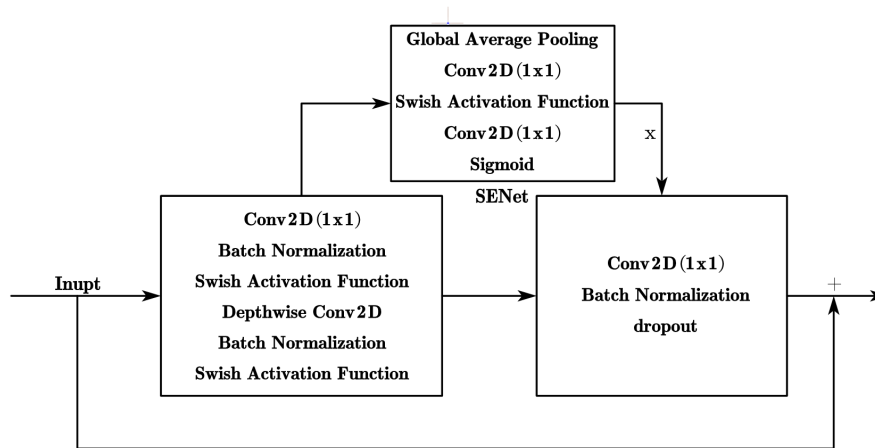 Global Average Pooling
Conv2D(1x1)
Swish Activation Function
Conv2D(1x1)
Sigmoid
x
SENet
Inupt
Conv2D(1x1)
Batch Normalization
Swish Activation Function
Depthwise Conv2D
Batch Normalization
Swish Activation Function
Conv2D(1x1)
Batch Normalization
dropout
+